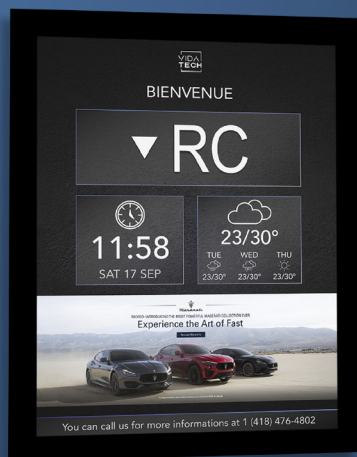 VIDA
TECH
BIENVENUE
RC
11:58
SAT 17 SEP
23/30°
TUE WED THU
23/30° 23/30° 23/30°
Maserati
Experience the Art of Fast
You can call us for more informations at 1 (418) 476-4802